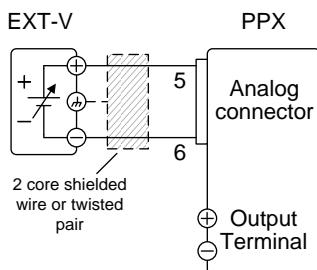 EXT-V
PPX
+
−
+
−
5
6
Analog
connector
2 core shielded
wire or twisted
pair
+
−
Output
Terminal